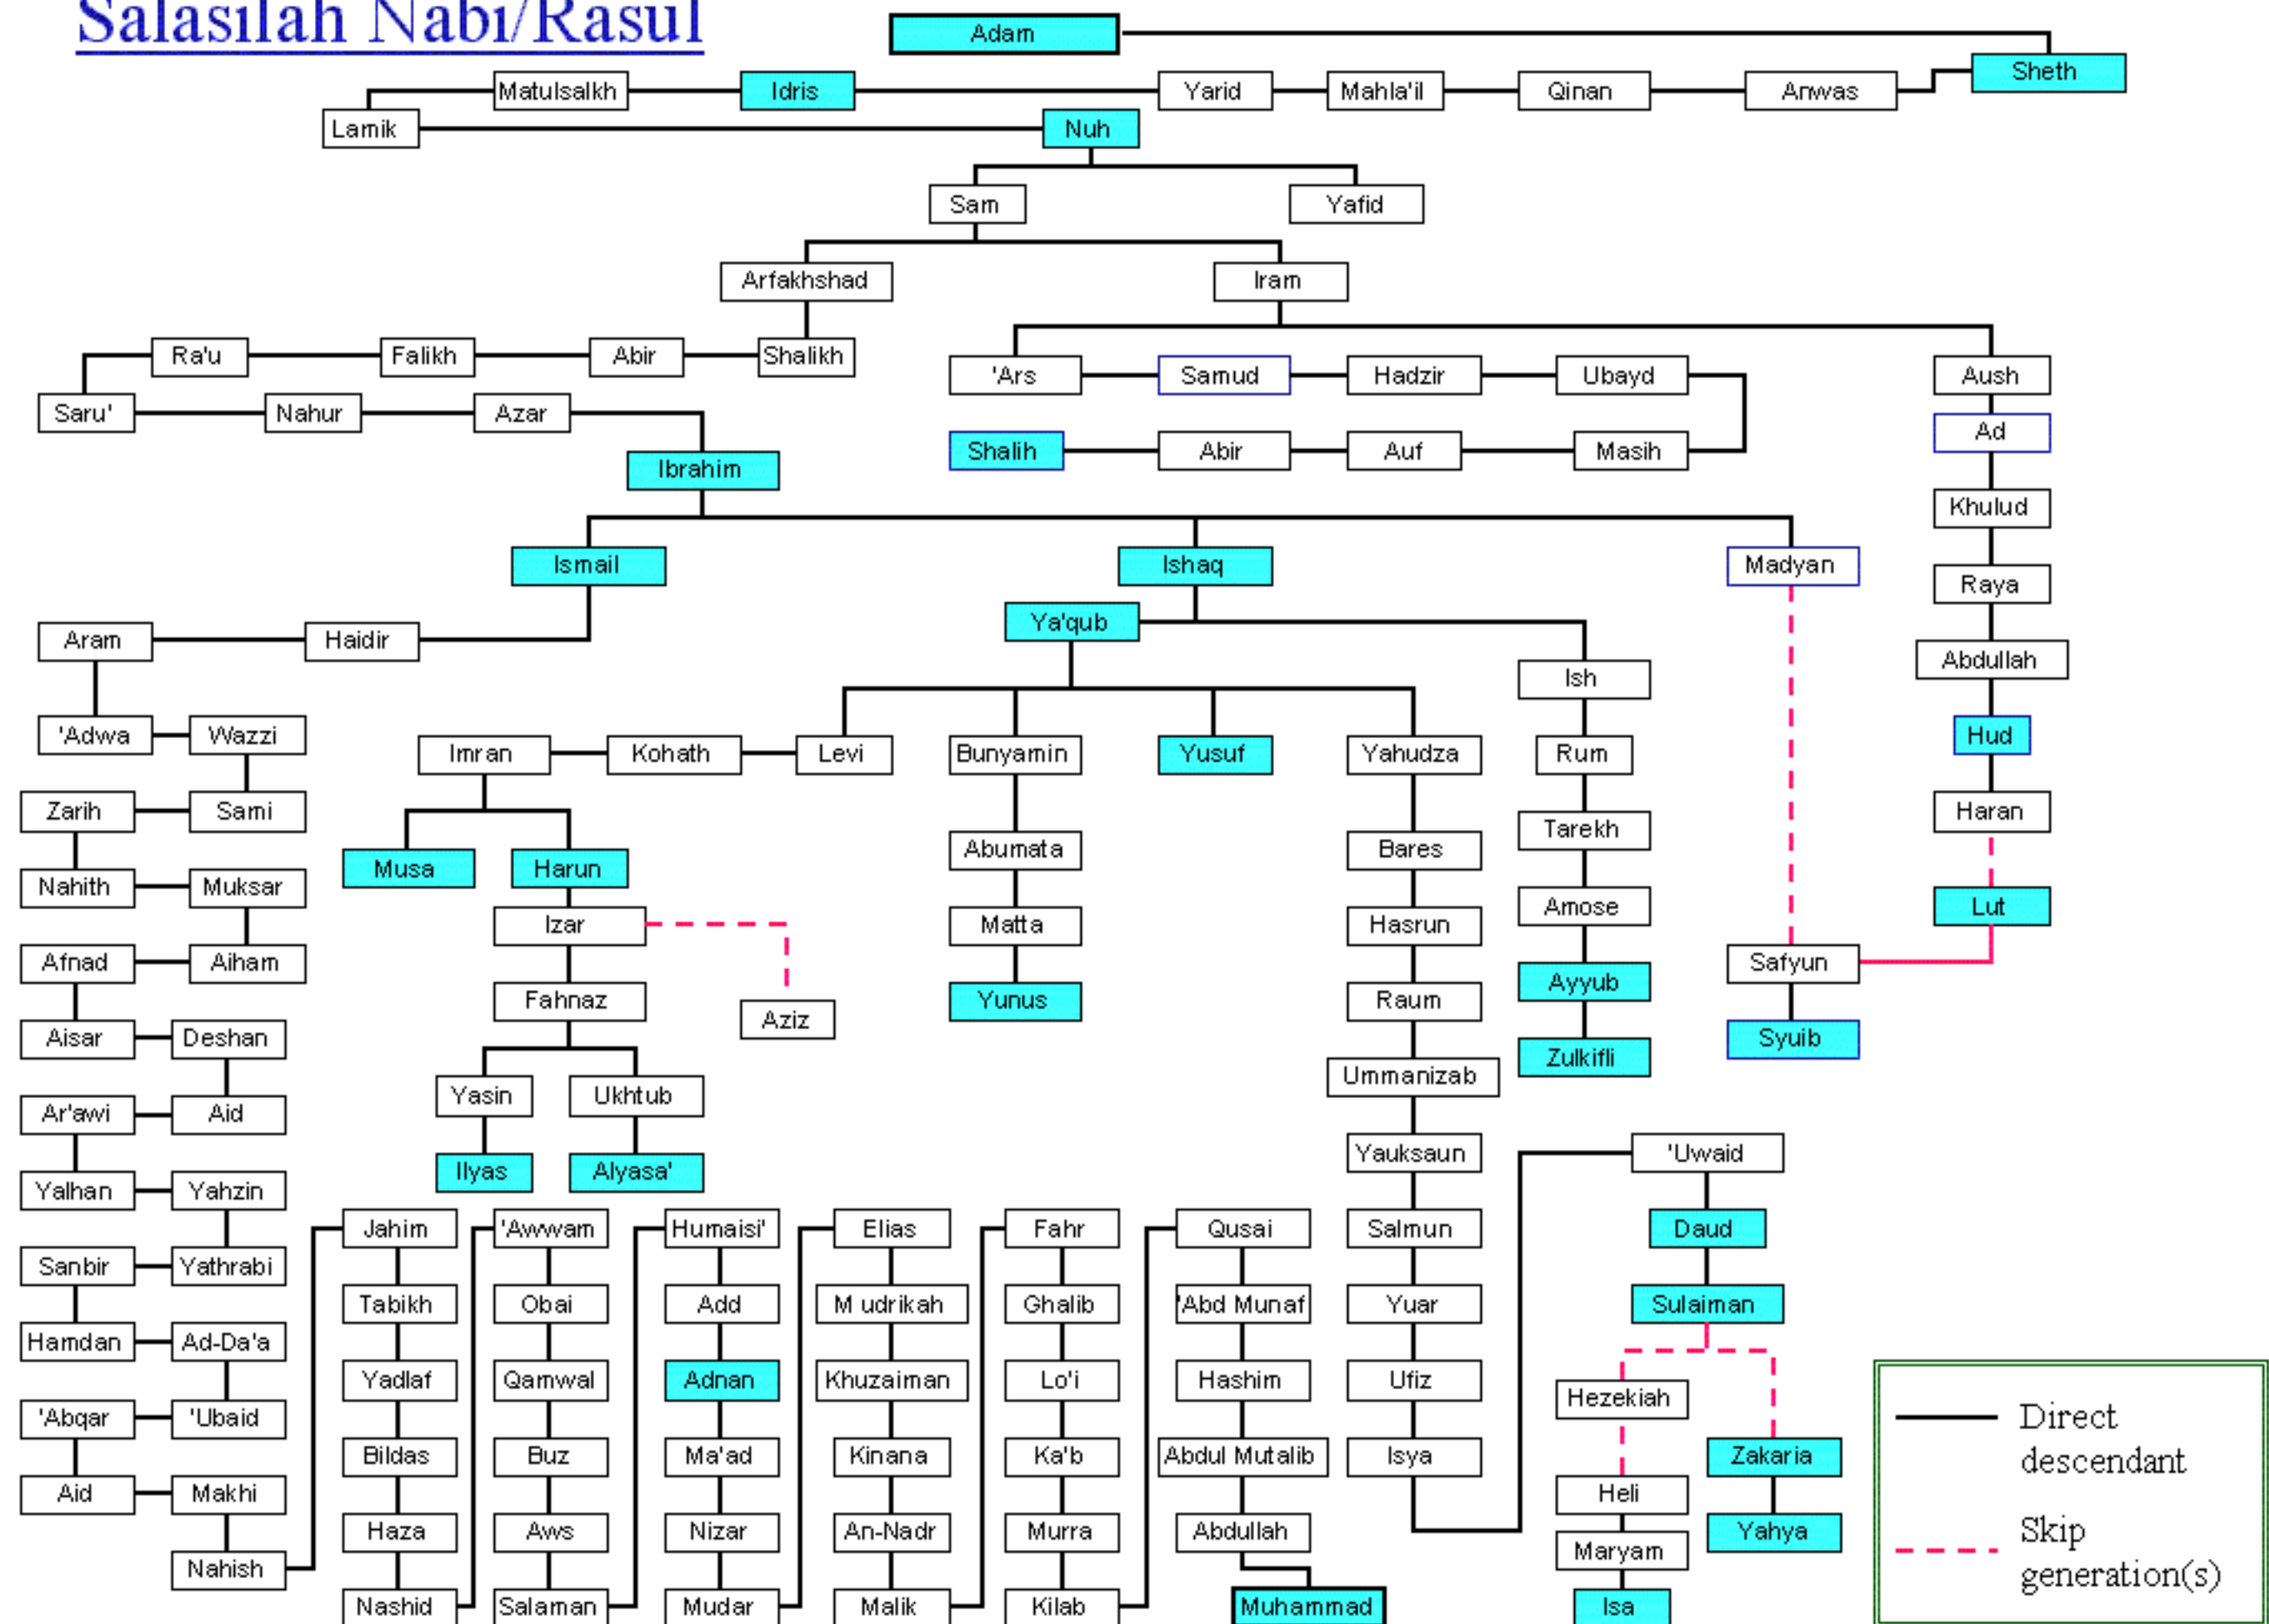 Salasilah Nabi/Rasul
Adam
Sheth
Matulsalkh Idris Yarid Mahla'il Qinan Anwas
Lamik Nuh
Sam Yafid
Arfakhshad Iram
Ra'u Falikh Abir Shalikh
'Ars Samud Hadzir Ubayd Aush
Saru' Nahur Azar
Ad
Shalih Abir Auf Masih
Ibrahim
Khulud
Ismail Ishaq Madyan
Raya
Ya'qub
Aram Haidir
Abdullah
Ish
'Adwa Wazzi
Hud
Imran Kohath Levi Bunyamin Yusuf Yahudza Rum
Zarih Sami
Haran
Tarekh
Abumata Bares
Musa Harun
Nahith Muksar
Amose Lut
Izar Matta Hasrun
Afnad Aiham
Safyun
Ayyub
Fahnaz Yunus Raum
Aziz
Aisar Deshan
Syuib
Zulkifli
Ummanizab
Yasin Ukhtub
Ar'awi Aid
Yauksaun 'Uwaid
Ilyas Alyasa'
Yalhan Yahzin
Jahim 'Awwam Humaisi' Elias Fahr Qusai Salmun Daud
Sanbir Yathrabi
Tabikh Obai Add Mudrikah Ghalib 'Abd Munaf Yuar Sulaiman
Hamdan Ad-Da'a
Yadlaf Qamwal Adnan Khuzaiman Lo'i Hashim Ufiz
Hezekiah
'Abqar 'Ubaid
Direct
descendant
Bildas Buz Ma'ad Kinana Ka'b Abdul Mutalib Isya Zakaria
Aid Makhi
Heli
Haza Aws Nizar An-Nadr Murra Abdullah Yahya
Skip
generation(s)
Maryam
Nahish
Nashid Salaman Mudar Malik Kilab Muhammad Isa